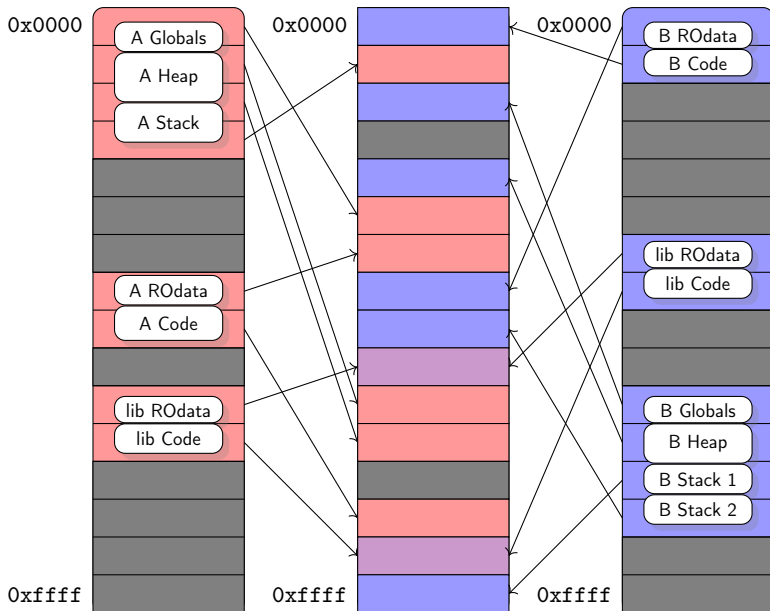 0x0000
A Globals
A Heap
A Stack
A ROdata
A Code
lib ROdata
lib Code
0xffff
0x0000
0xffff
0x0000
B ROdata
B Code
lib ROdata
lib Code
B Globals
B Heap
B Stack 1
B Stack 2
0xffff